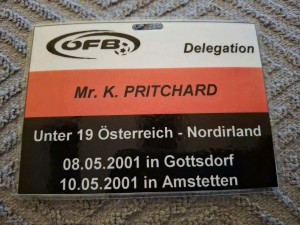 ÖFB
Delegation
Mr. K. PRITCHARD
Unter 19 Österreich - Nordirland
08.05.2001 in Gottsdorf
10.05.2001 in Amstetten